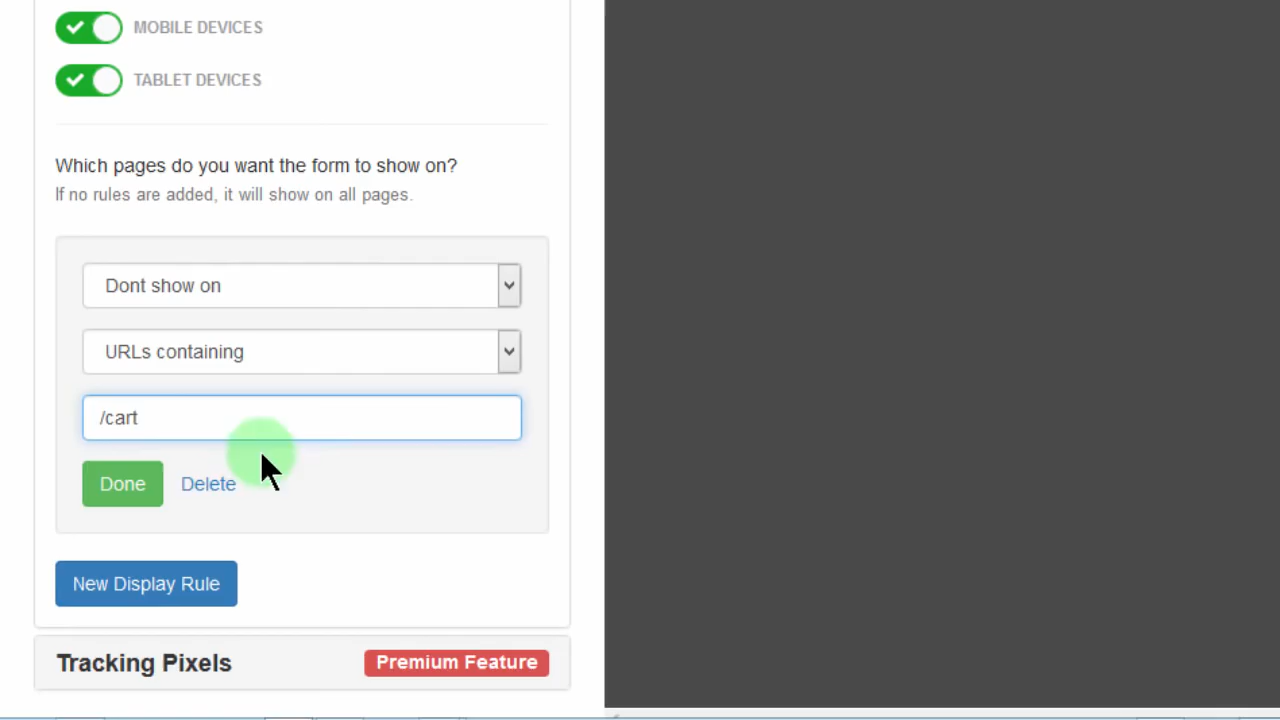 MOBILE DEVICES
TABLET DEVICES
Which pages do you want the form to show on?
If no rules are added, it will show on all pages.
Dont show on
URLs containing
/cart
Done Delete
New Display Rule
Tracking Pixels Premium Feature